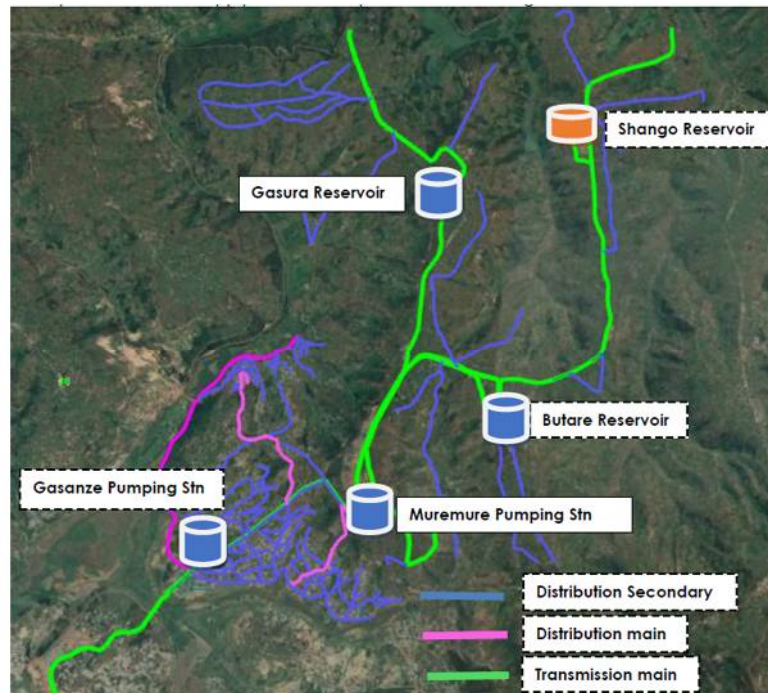 Shango Reservoir
Gasura Reservoir
Butare Reservoir
Gasanze Pumping Stn
Muremure Pumping Stn
Distribution Secondary
Distribution main
Transmission main